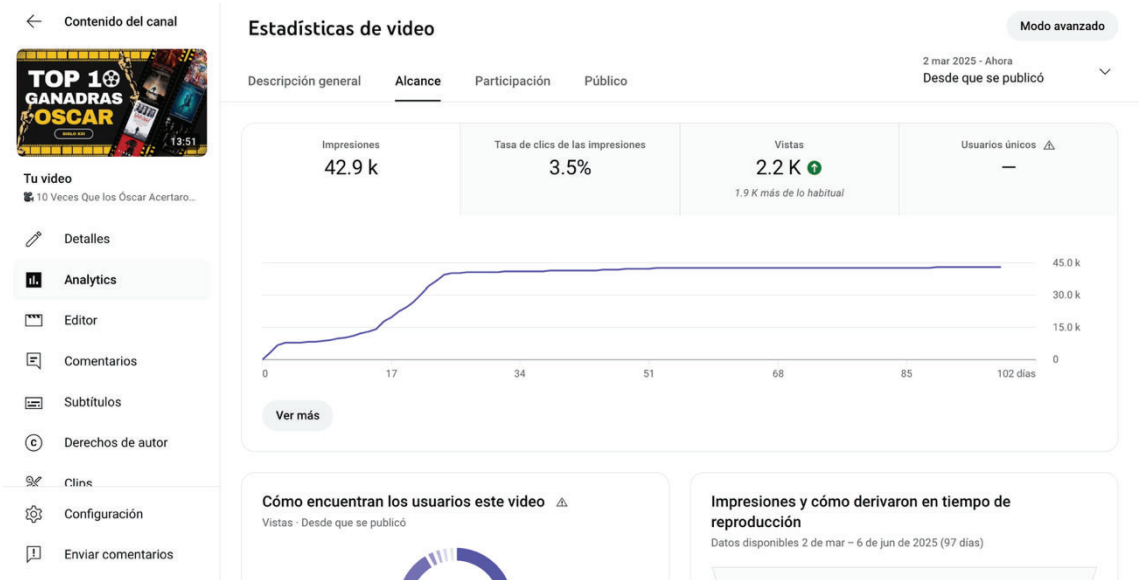 Contenido del canal
TOP 10
GANADRAS
OSCAR
SIGLO XXI
13:51
Tu video
10 Veces Que los Óscar Acertaro...
Detalles
Analytics
Editor
Comentarios
Subtítulos
Derechos de autor
Clips
Configuración
Enviar comentarios
Estadísticas de video
Modo avanzado
Descripción general
Alcance
Participación
Público
2 mar 2025 - Ahora
Desde que se publicó
Impresiones
42.9 k
Tasa de clics de las impresiones
3.5%
Vistas
2.2 K
1.9 K más de lo habitual
Usuarios únicos
—
45.0 k
30.0 k
15.0 k
0
0 17 34 51 68 85 102 días
Ver más
Cómo encuentran los usuarios este video
Vistas · Desde que se publicó
Impresiones y cómo derivaron en tiempo de
reproducción
Datos disponibles 2 de mar – 6 de jun de 2025 (97 días)